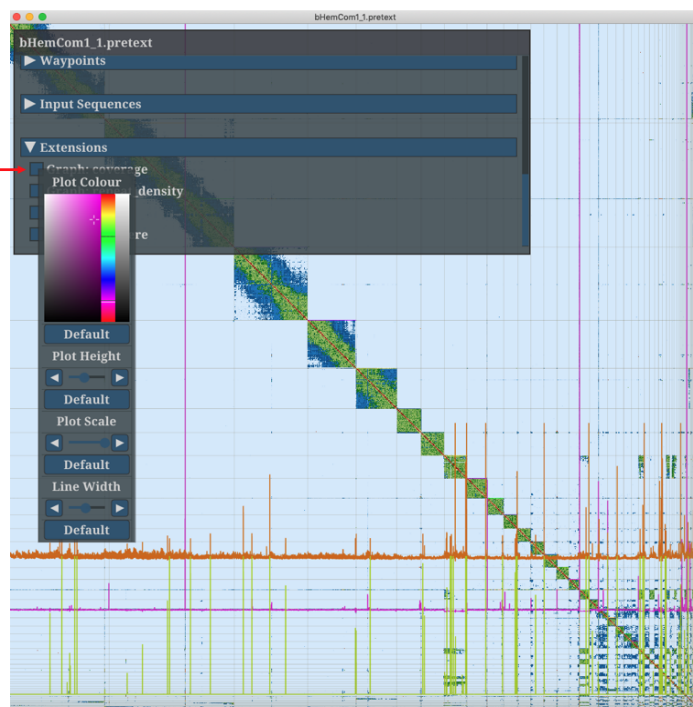 bHemCom1_1.pretext
bHemCom1_1.pretext
▶ Waypoints
▶ Input Sequences
▼ Extensions
Graph: coverage
Plot Colour
_density
re
Default
Plot Height
Default
Plot Scale
Default
Line Width
Default